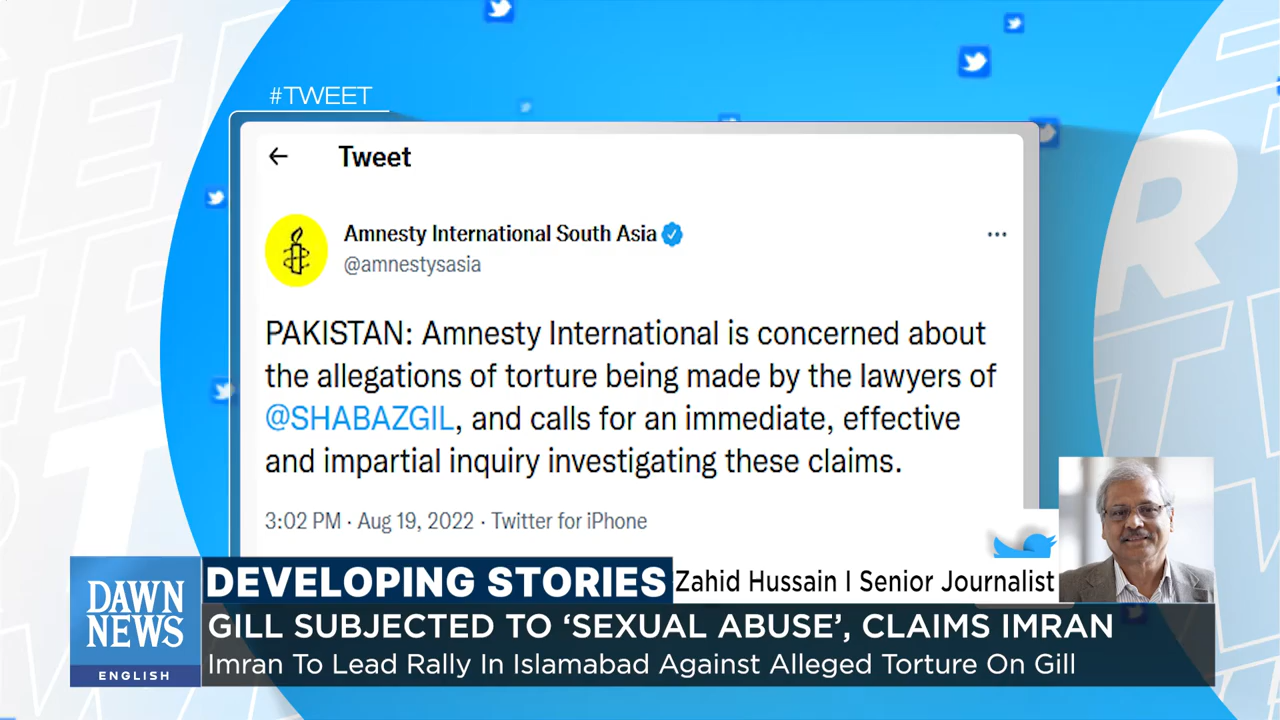 #TWEET
← Tweet
Amnesty International South Asia
@amnestysasia
PAKISTAN: Amnesty International is concerned about
the allegations of torture being made by the lawyers of
@SHABAZGIL, and calls for an immediate, effective
and impartial inquiry investigating these claims.
3:02 PM · Aug 19, 2022 · Twitter for iPhone
DAWN
NEWS
ENGLISH
DEVELOPING STORIES
Zahid Hussain I Senior Journalist
GILL SUBJECTED TO ‘SEXUAL ABUSE’, CLAIMS IMRAN
Imran To Lead Rally In Islamabad Against Alleged Torture On Gill